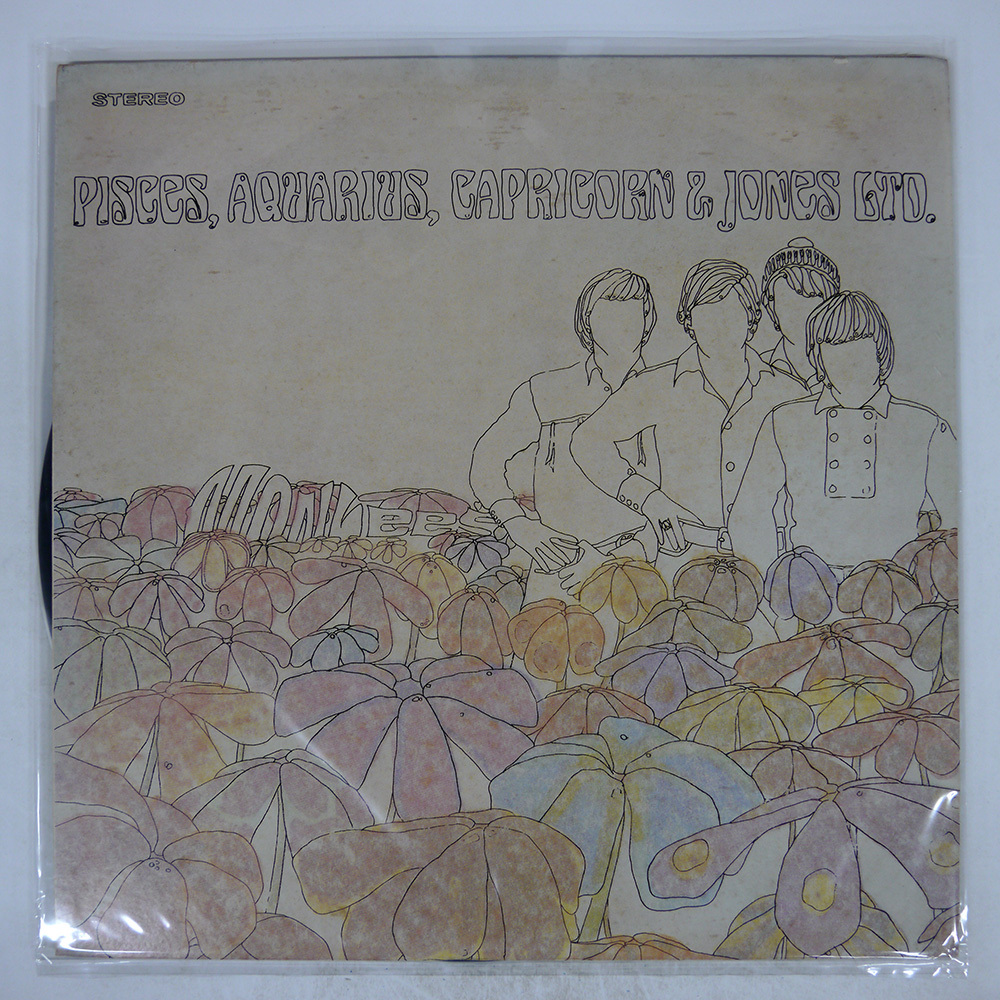 STEREO
PISCES, AQUARIUS, CAPRICORN & JONES LTD.
MONKEES